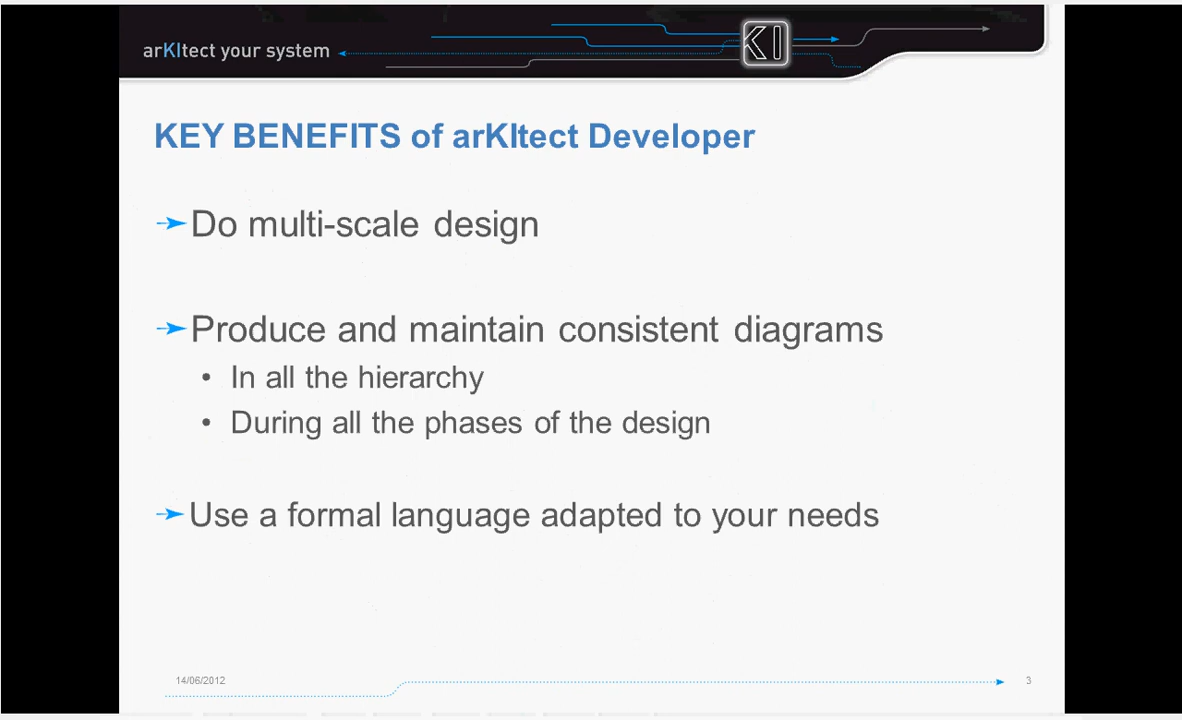 arKItect your system
KI
KEY BENEFITS of arKItect Developer
Do multi-scale design
Produce and maintain consistent diagrams
• In all the hierarchy
• During all the phases of the design
Use a formal language adapted to your needs
14/06/2012
3